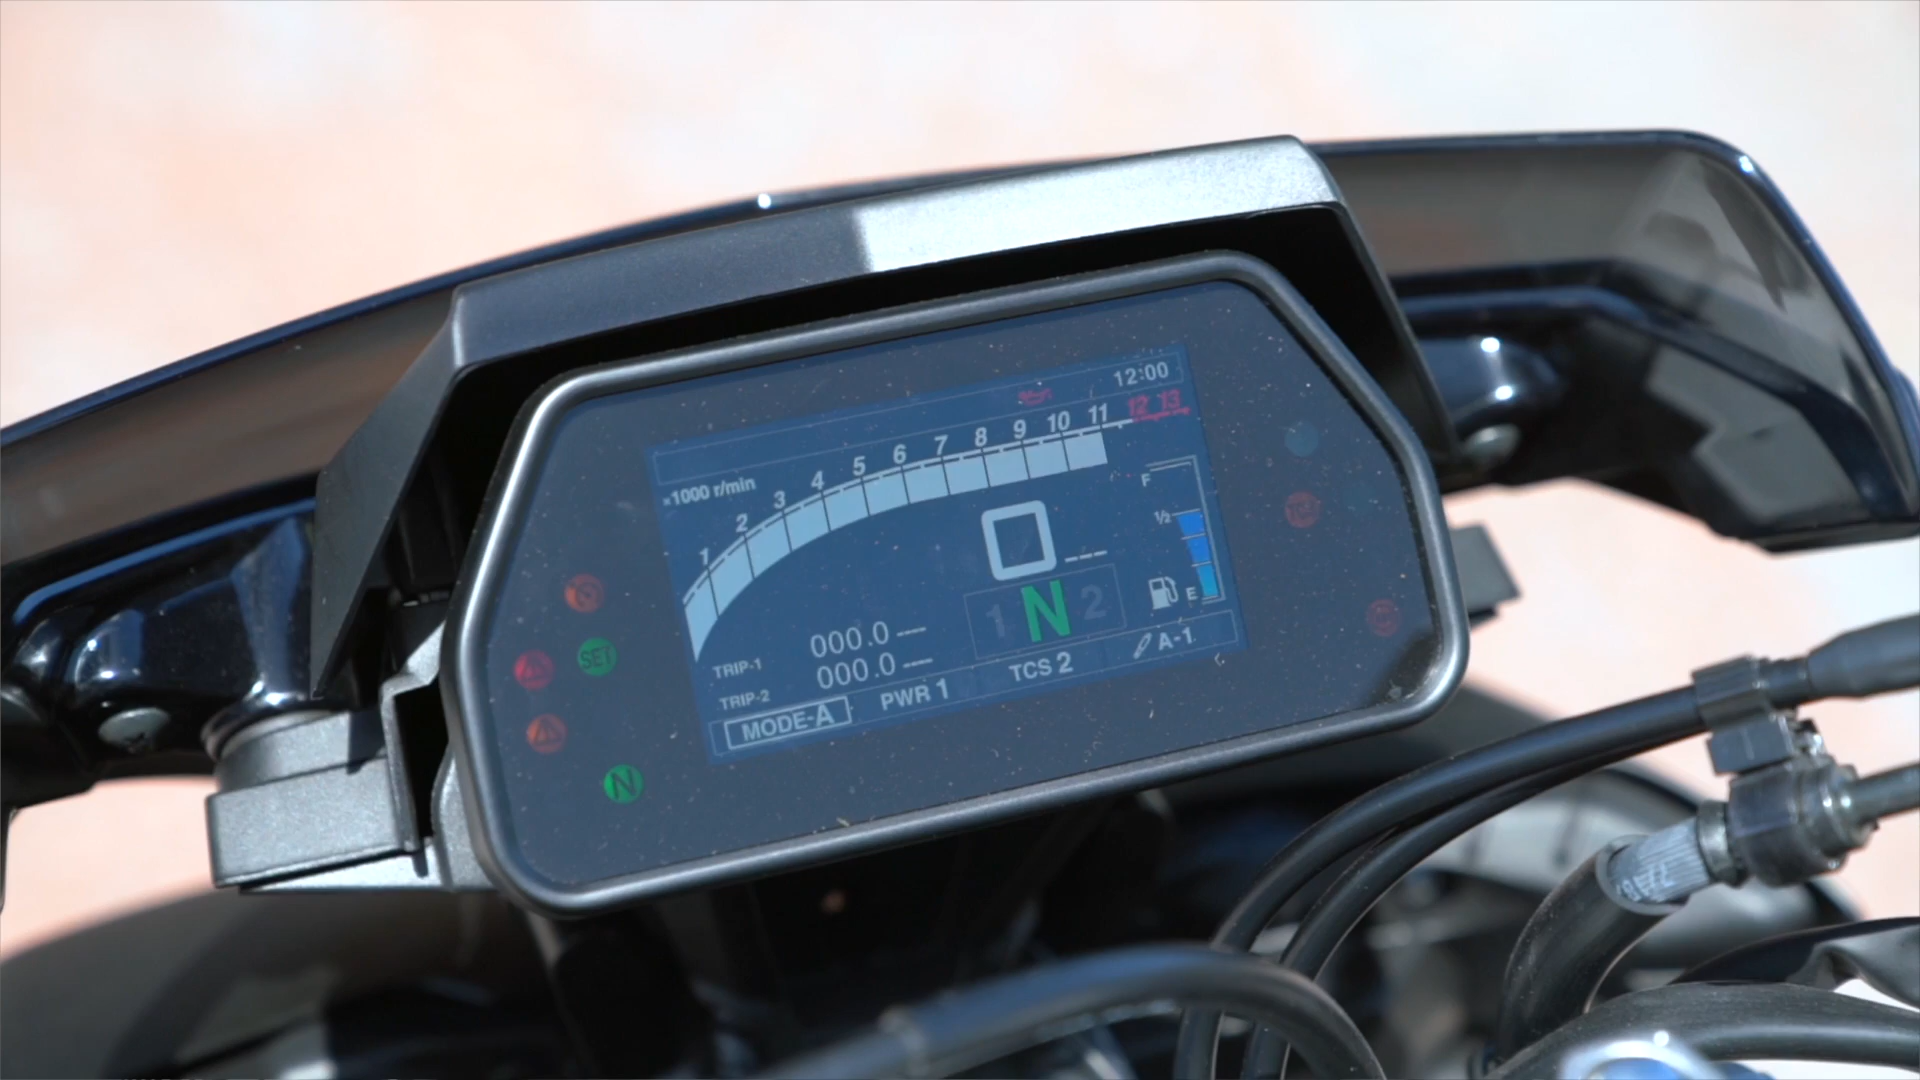 12:00
1 2 3 4 5 6 7 8 9 10 11 12 13
×1000 r/min
F
1/2
E
0 ---
1 N 2
TRIP-1 000.0 ---
TRIP-2 000.0 ---
MODE-A PWR 1 TCS 2 A-1
SET
N